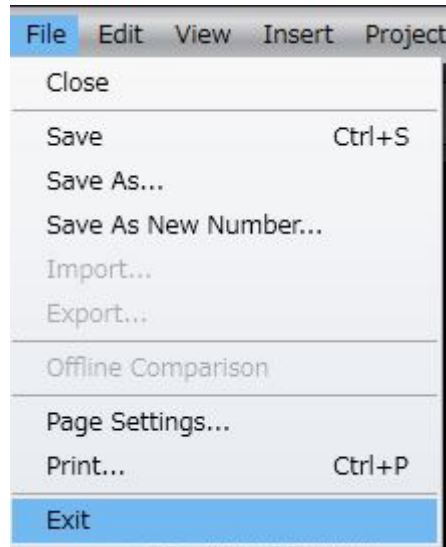 File Edit View Insert Project
Close
Save Ctrl+S
Save As...
Save As New Number...
Import...
Export...
Offline Comparison
Page Settings...
Print... Ctrl+P
Exit